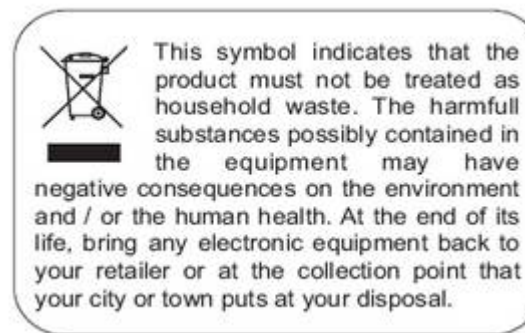 This symbol indicates that the
product must not be treated as
household waste. The harmfull
substances possibly contained in
the equipment may have
negative consequences on the environment
and / or the human health. At the end of its
life, bring any electronic equipment back to
your retailer or at the collection point that
your city or town puts at your disposal.